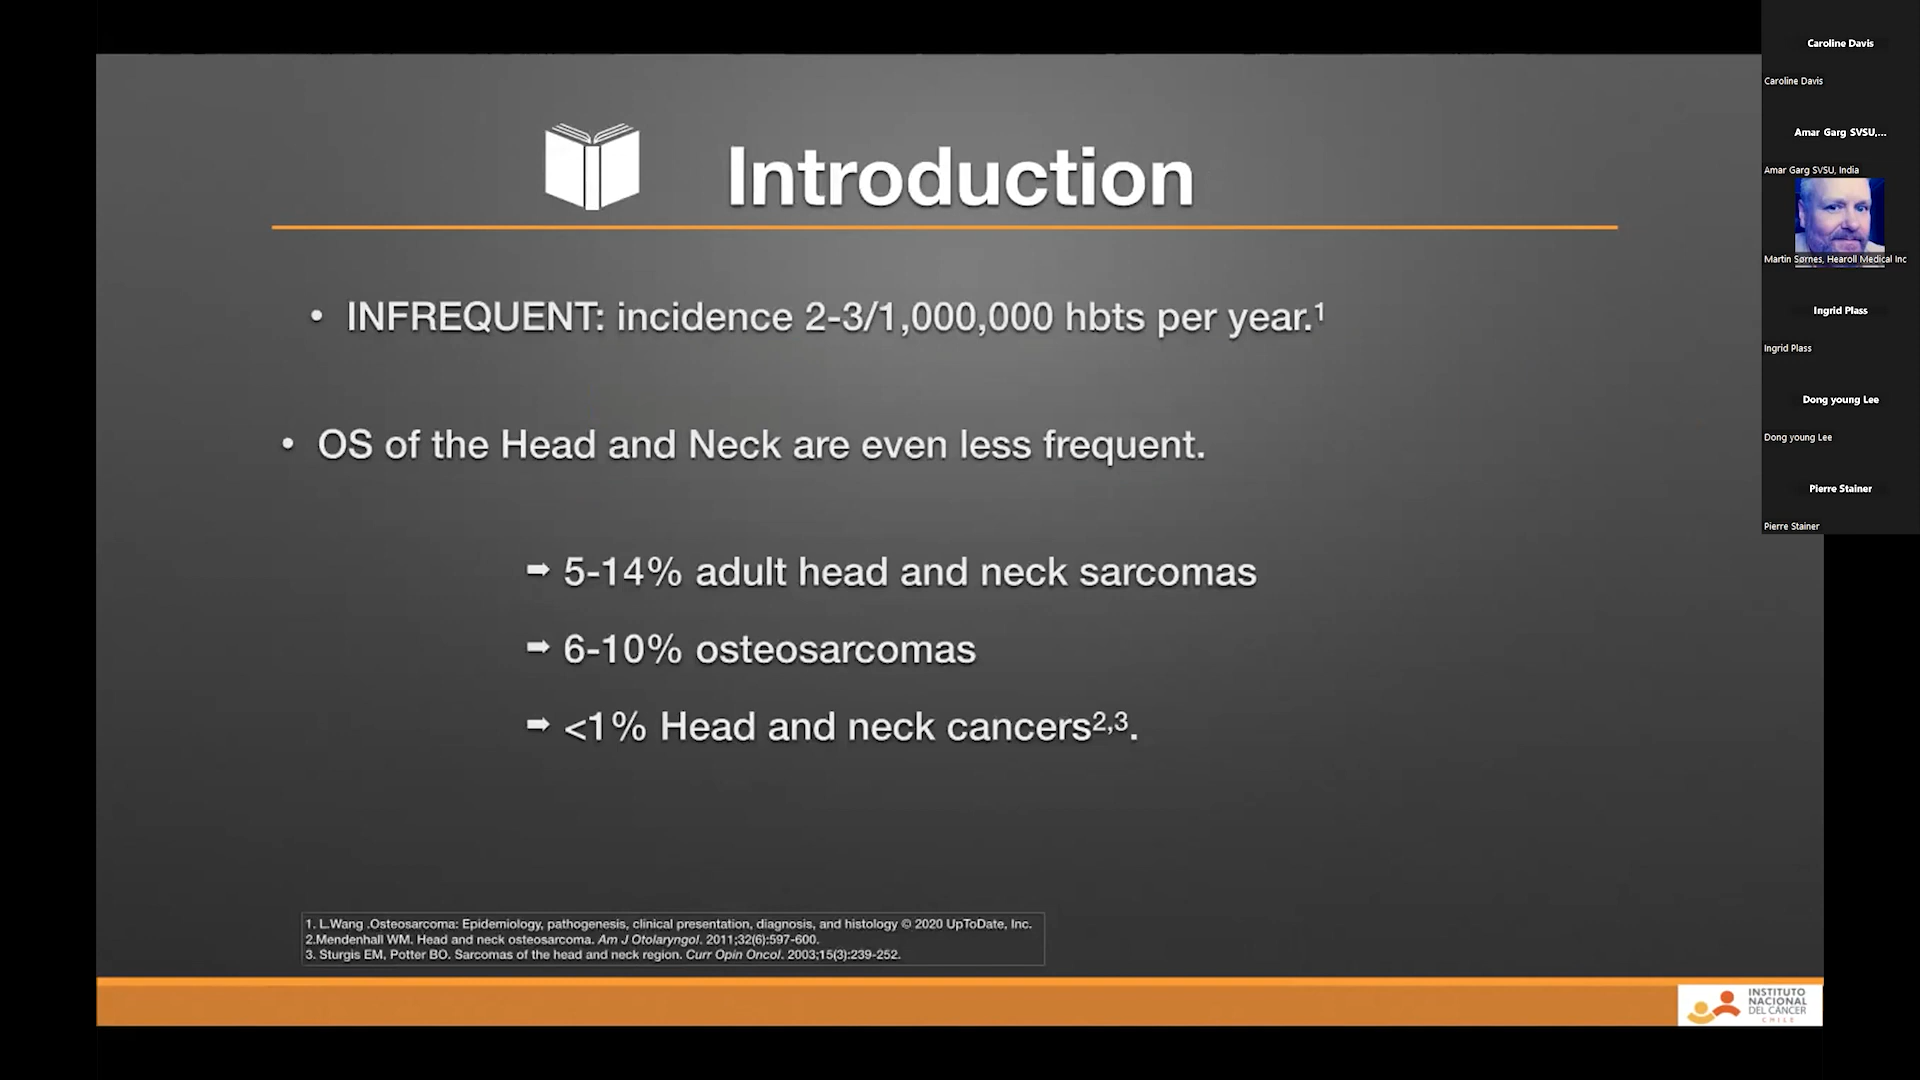 Introduction
• INFREQUENT: incidence 2-3/1,000,000 hbts per year.¹
• OS of the Head and Neck are even less frequent.
➡ 5-14% adult head and neck sarcomas
➡ 6-10% osteosarcomas
➡ <1% Head and neck cancers²,³.
1. L.Wang .Osteosarcoma: Epidemiology, pathogenesis, clinical presentation, diagnosis, and histology © 2020 UpToDate, Inc.
2.Mendenhall WM. Head and neck osteosarcoma. Am J Otolaryngol. 2011;32(6):597-600.
3. Sturgis EM, Potter BO. Sarcomas of the head and neck region. Curr Opin Oncol. 2003;15(3):239-252.
INSTITUTO
NACIONAL
DEL CÁNCER
CHILE
Caroline Davis
Caroline Davis
Amar Garg SVSU,...
Amar Garg SVSU, India
Martin Sørnes, Hearoll Medical Inc
Ingrid Plass
Ingrid Plass
Dong young Lee
Dong young Lee
Pierre Stainer
Pierre Stainer